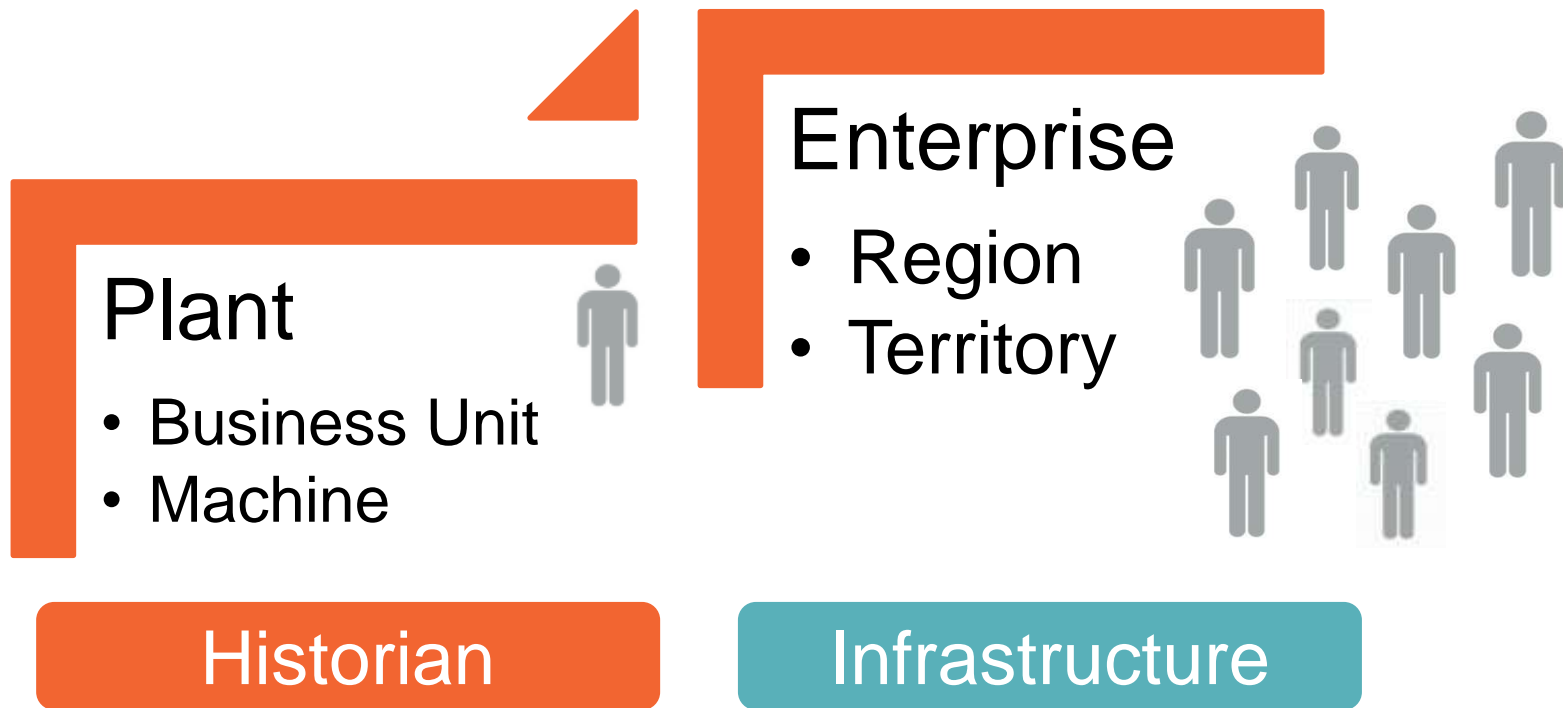 Plant
• Business Unit
• Machine
Historian
Enterprise
• Region
• Territory
Infrastructure